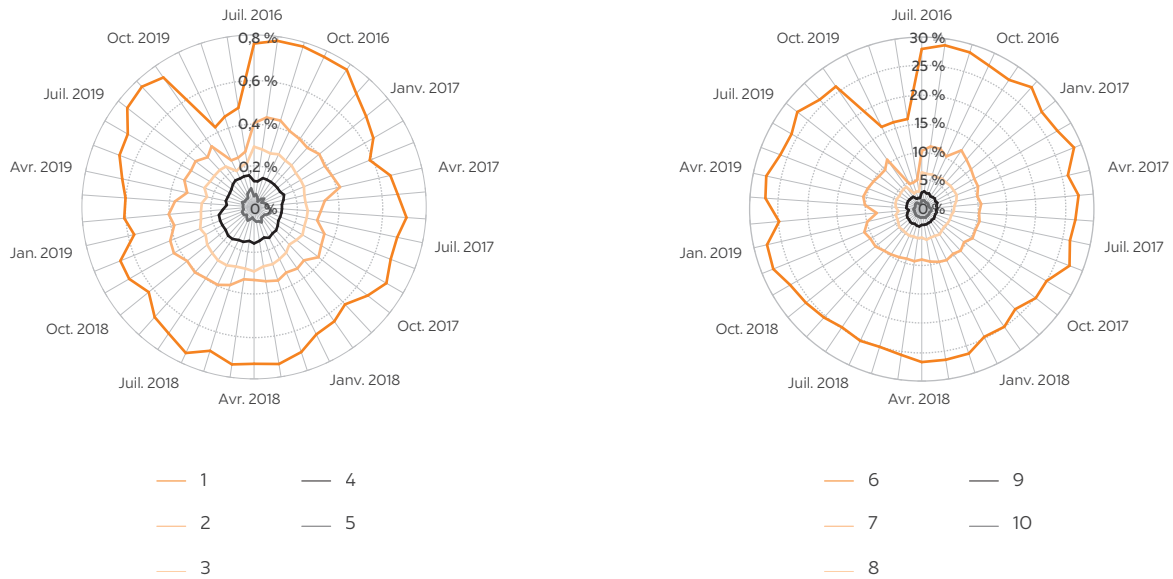 Juil. 2016
Oct. 2016
Janv. 2017
Avr. 2017
Juil. 2017
Oct. 2017
Janv. 2018
Avr. 2018
Juil. 2018
Oct. 2018
Jan. 2019
Avr. 2019
Juil. 2019
Oct. 2019
0,8 %
0,6 %
0,4 %
0,2 %
0 %
1
2
3
4
5
Juil. 2016
Oct. 2016
Janv. 2017
Avr. 2017
Juil. 2017
Oct. 2017
Janv. 2018
Avr. 2018
Juil. 2018
Oct. 2018
Jan. 2019
Avr. 2019
Juil. 2019
Oct. 2019
30 %
25 %
20 %
15 %
10 %
5 %
0 %
6
7
8
9
10